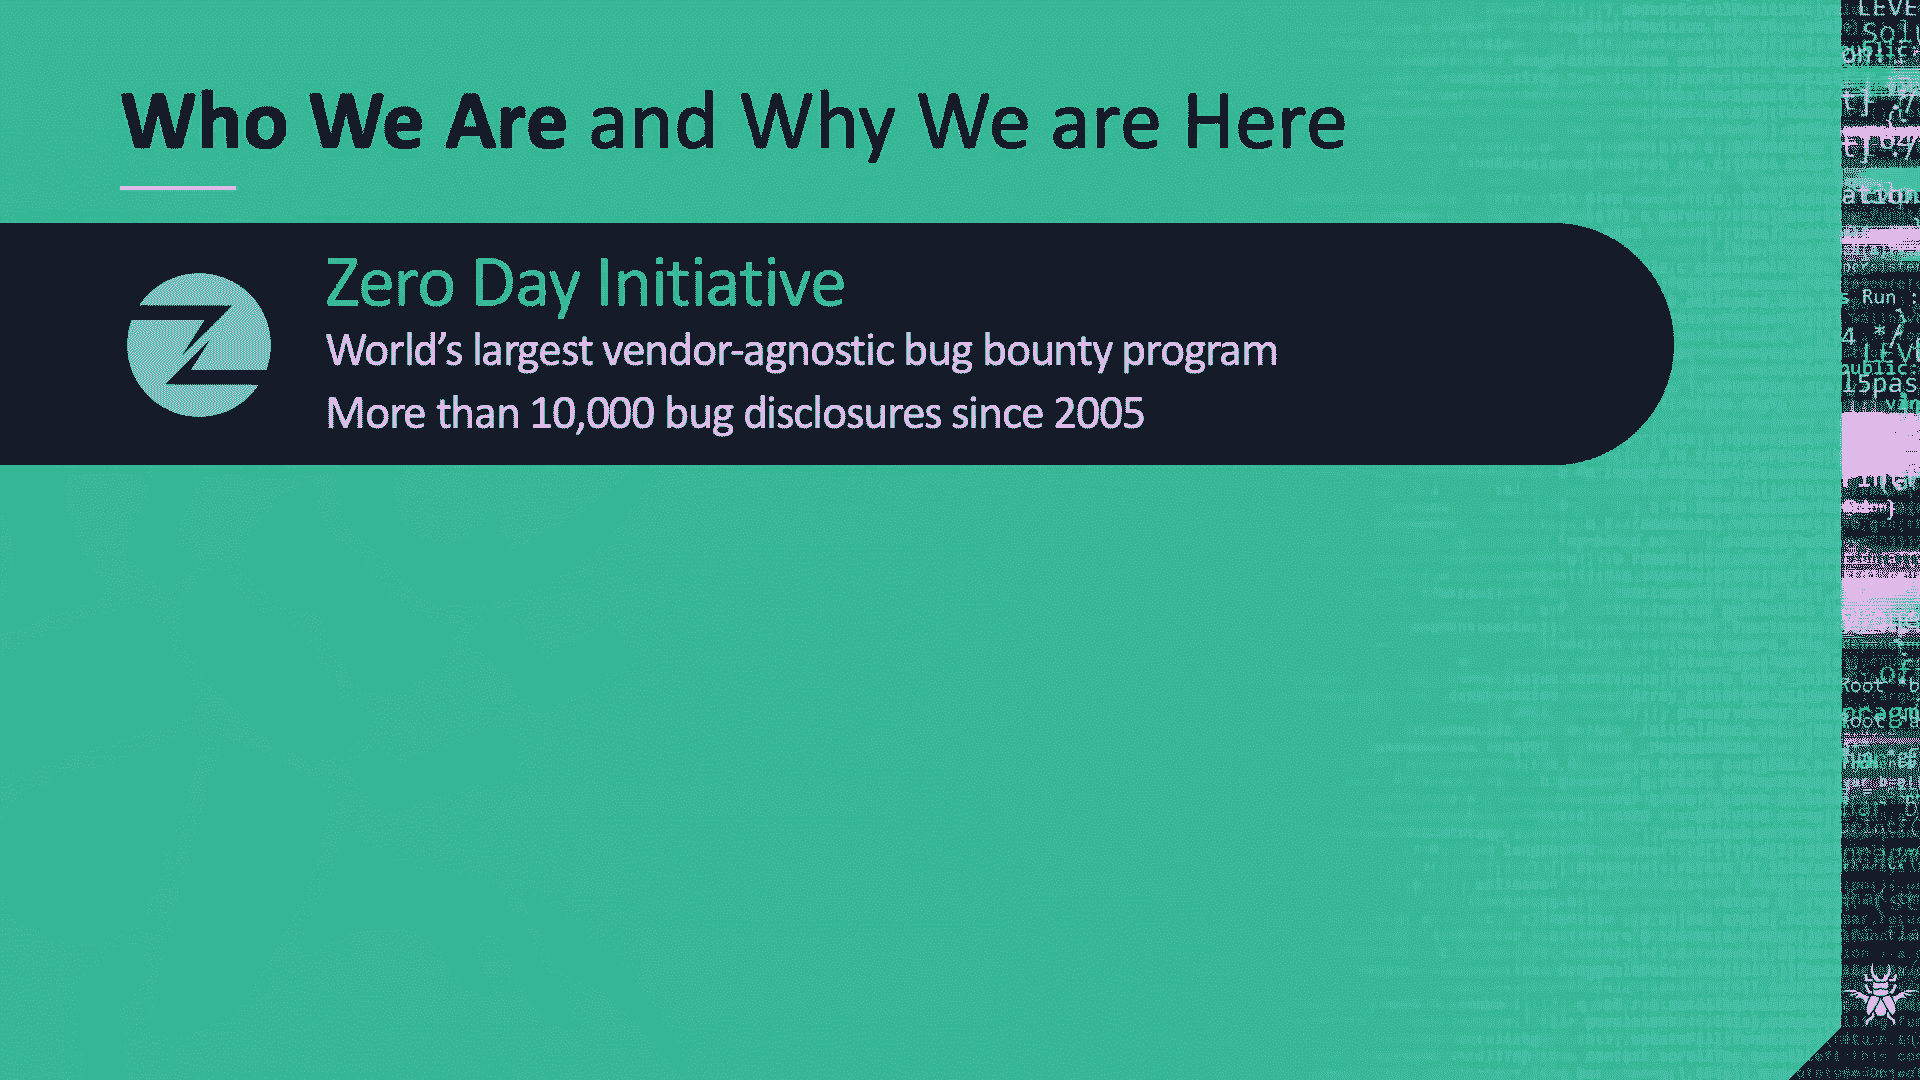 Who We Are and Why We are Here
Zero Day Initiative
World’s largest vendor-agnostic bug bounty program
More than 10,000 bug disclosures since 2005